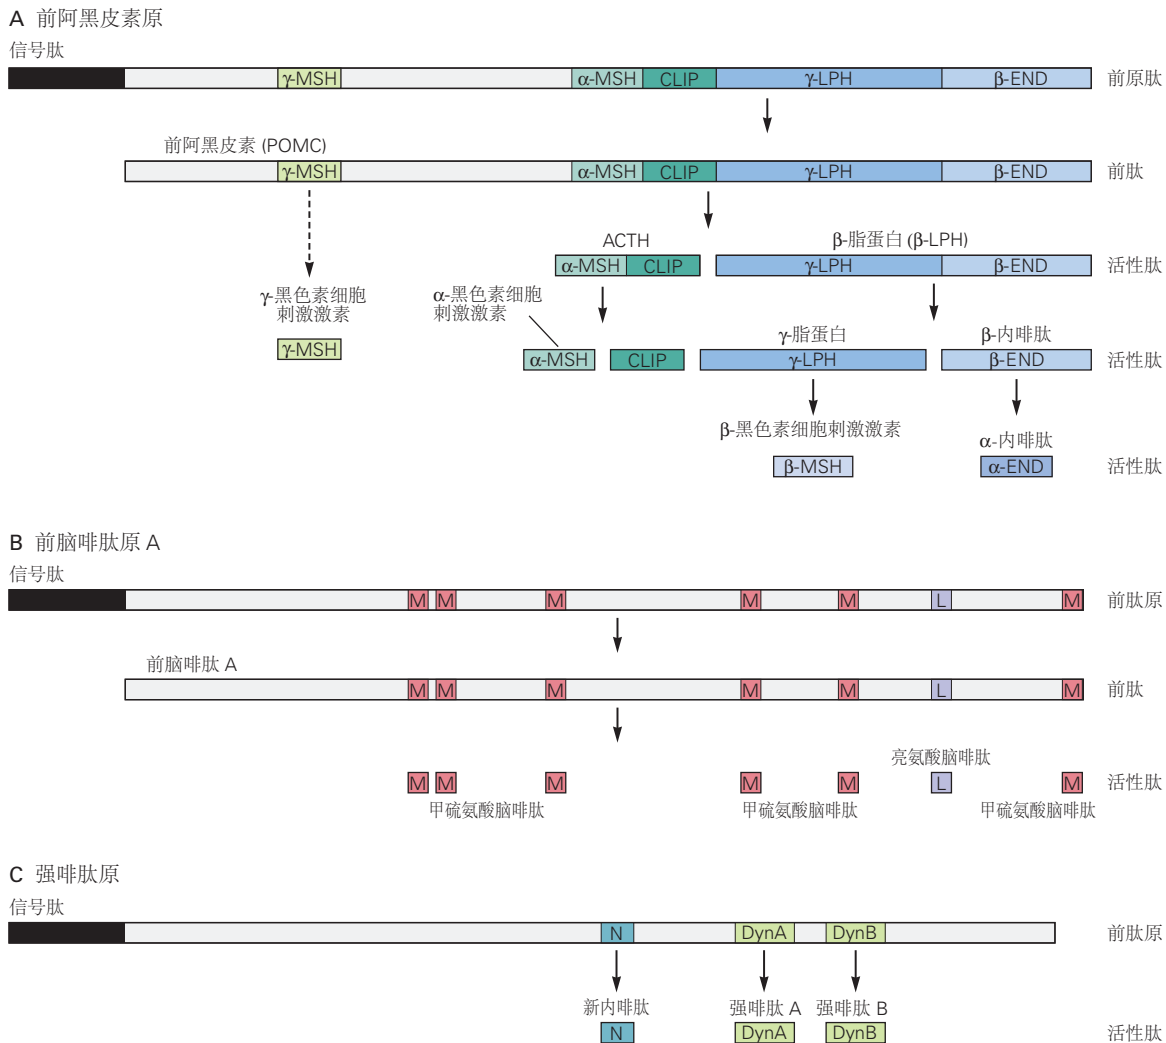 A 前阿黑皮素原
信号肽
γ-MSH α-MSH CLIP γ-LPH β-END 前原肽
前阿黑皮素 (POMC)
γ-MSH α-MSH CLIP γ-LPH β-END 前肽
ACTH β-脂蛋白 (β-LPH)
α-MSH CLIP γ-LPH β-END 活性肽
γ-黑色素细胞
刺激激素
α-黑色素细胞
刺激激素
γ-脂蛋白 β-内啡肽
γ-MSH α-MSH CLIP γ-LPH β-END 活性肽
β-黑色素细胞刺激激素 α-内啡肽
β-MSH α-END 活性肽
B 前脑啡肽原 A
信号肽
M M M M M L M 前肽原
前脑啡肽 A
M M M M M L M 前肽
亮氨酸脑啡肽
M M M M M L M 活性肽
甲硫氨酸脑啡肽 甲硫氨酸脑啡肽 甲硫氨酸脑啡肽
C 强啡肽原
信号肽
N DynA DynB 前肽原
新内啡肽 强啡肽 A 强啡肽 B
N DynA DynB 活性肽